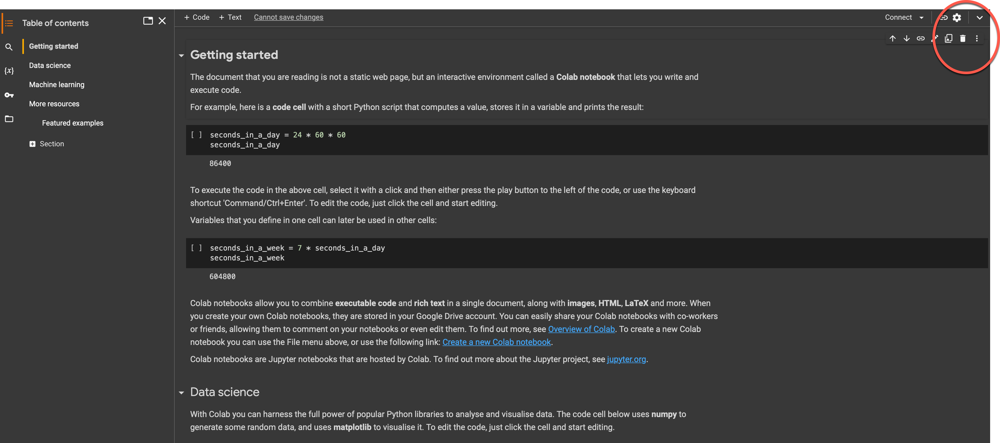 Table of contents
Getting started
Data science
Machine learning
More resources
Featured examples
Section
+ Code + Text Cannot save changes Connect
Getting started
The document that you are reading is not a static web page, but an interactive environment called a Colab notebook that lets you write and
execute code.
For example, here is a code cell with a short Python script that computes a value, stores it in a variable and prints the result:
[ ] seconds_in_a_day = 24 * 60 * 60
seconds_in_a_day
86400
To execute the code in the above cell, select it with a click and then either press the play button to the left of the code, or use the keyboard
shortcut 'Command/Ctrl+Enter'. To edit the code, just click the cell and start editing.
Variables that you define in one cell can later be used in other cells:
[ ] seconds_in_a_week = 7 * seconds_in_a_day
seconds_in_a_week
604800
Colab notebooks allow you to combine executable code and rich text in a single document, along with images, HTML, LaTeX and more. When
you create your own Colab notebooks, they are stored in your Google Drive account. You can easily share your Colab notebooks with co-workers
or friends, allowing them to comment on your notebooks or even edit them. To find out more, see Overview of Colab. To create a new Colab
notebook you can use the File menu above, or use the following link: Create a new Colab notebook.
Colab notebooks are Jupyter notebooks that are hosted by Colab. To find out more about the Jupyter project, see jupyter.org.
Data science
With Colab you can harness the full power of popular Python libraries to analyse and visualise data. The code cell below uses numpy to
generate some random data, and uses matplotlib to visualise it. To edit the code, just click the cell and start editing.